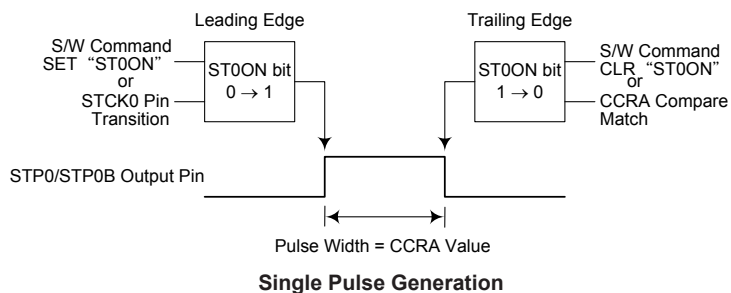 Leading Edge
S/W Command
SET “ST0ON”
or
STCK0 Pin
Transition
ST0ON bit
0 → 1
Trailing Edge
ST0ON bit
1 → 0
S/W Command
CLR “ST0ON”
or
CCRA Compare
Match
STP0/STP0B Output Pin
Pulse Width = CCRA Value
Single Pulse Generation